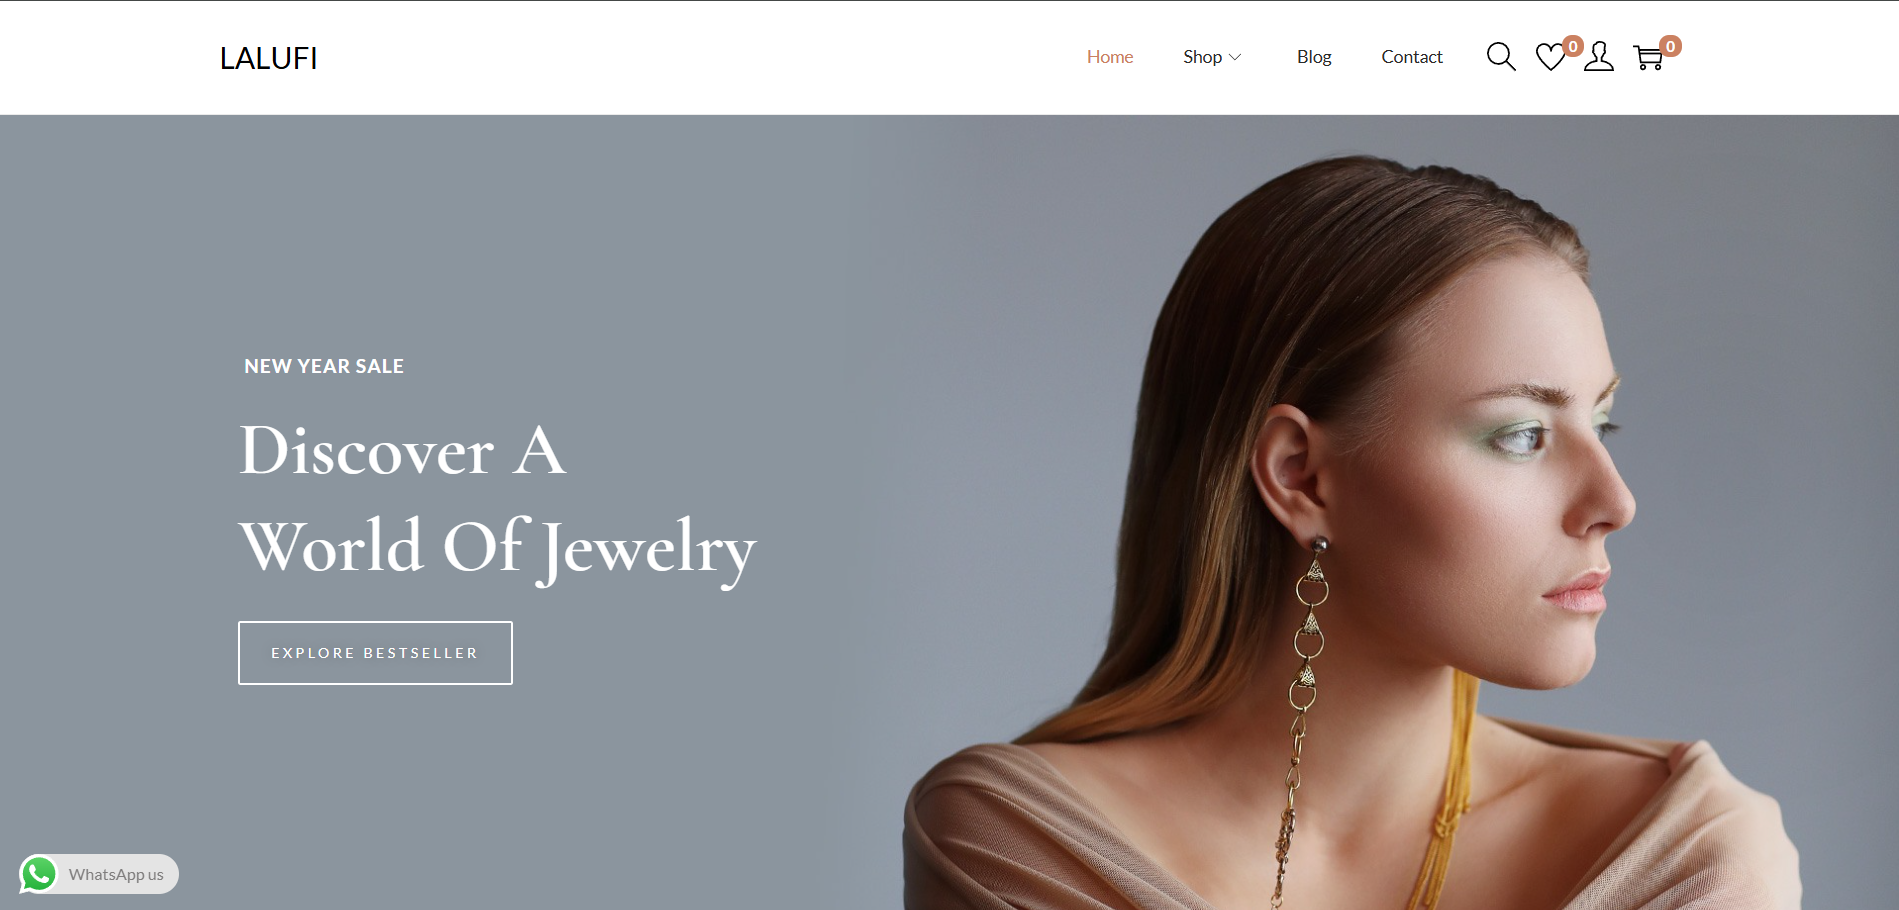 LALUFI
Home Shop Blog Contact 0 0
NEW YEAR SALE
Discover A
World Of Jewelry
EXPLORE BESTSELLER
WhatsApp us